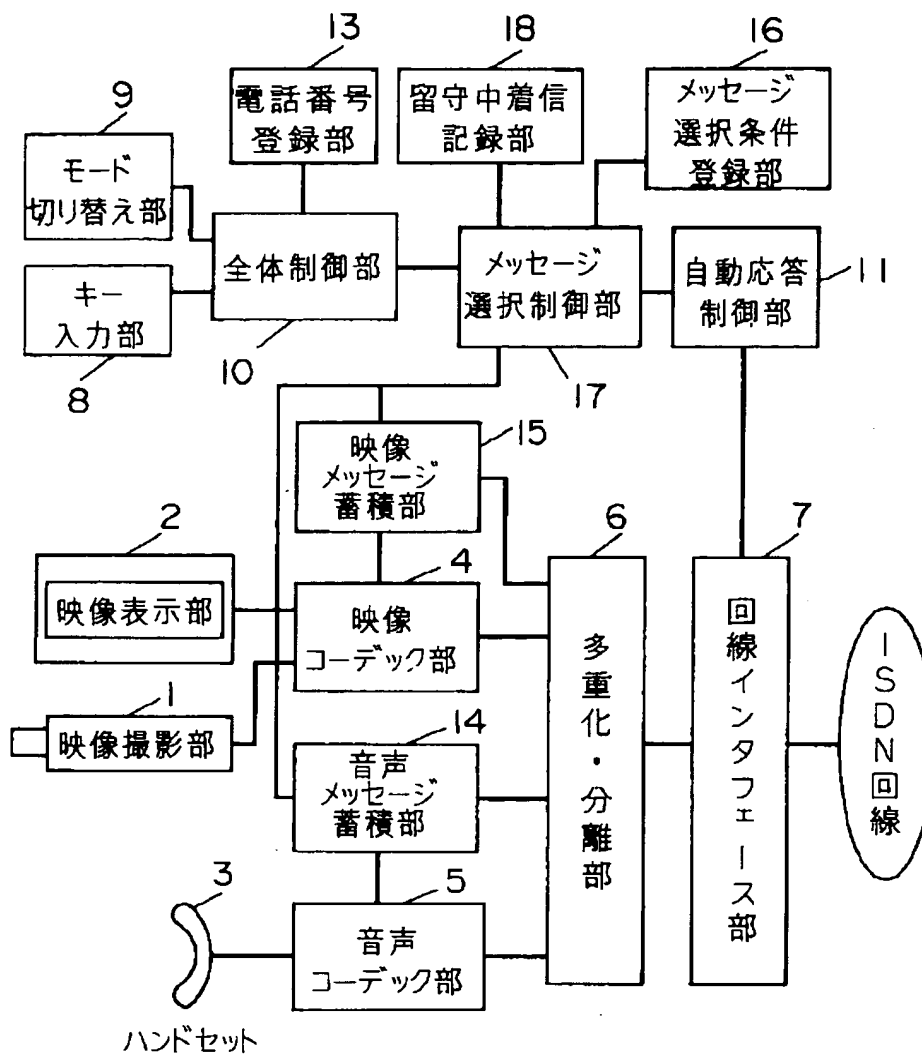 13
電話番号
登録部
18
留守中着信
記録部
16
メッセージ
選択条件
登録部
9
モード
切り替え部
全体制御部
10
メッセージ
選択制御部
17
自動応答
制御部
11
キー
入力部
8
映像
メッセージ
蓄積部
15
2
映像表示部
4
映像
コーデック部
1
映像撮影部
14
音声
メッセージ
蓄積部
3
ハンドセット
5
音声
コーデック部
6
多重化・分離部
7
回線インタフェース部
ISDN回線